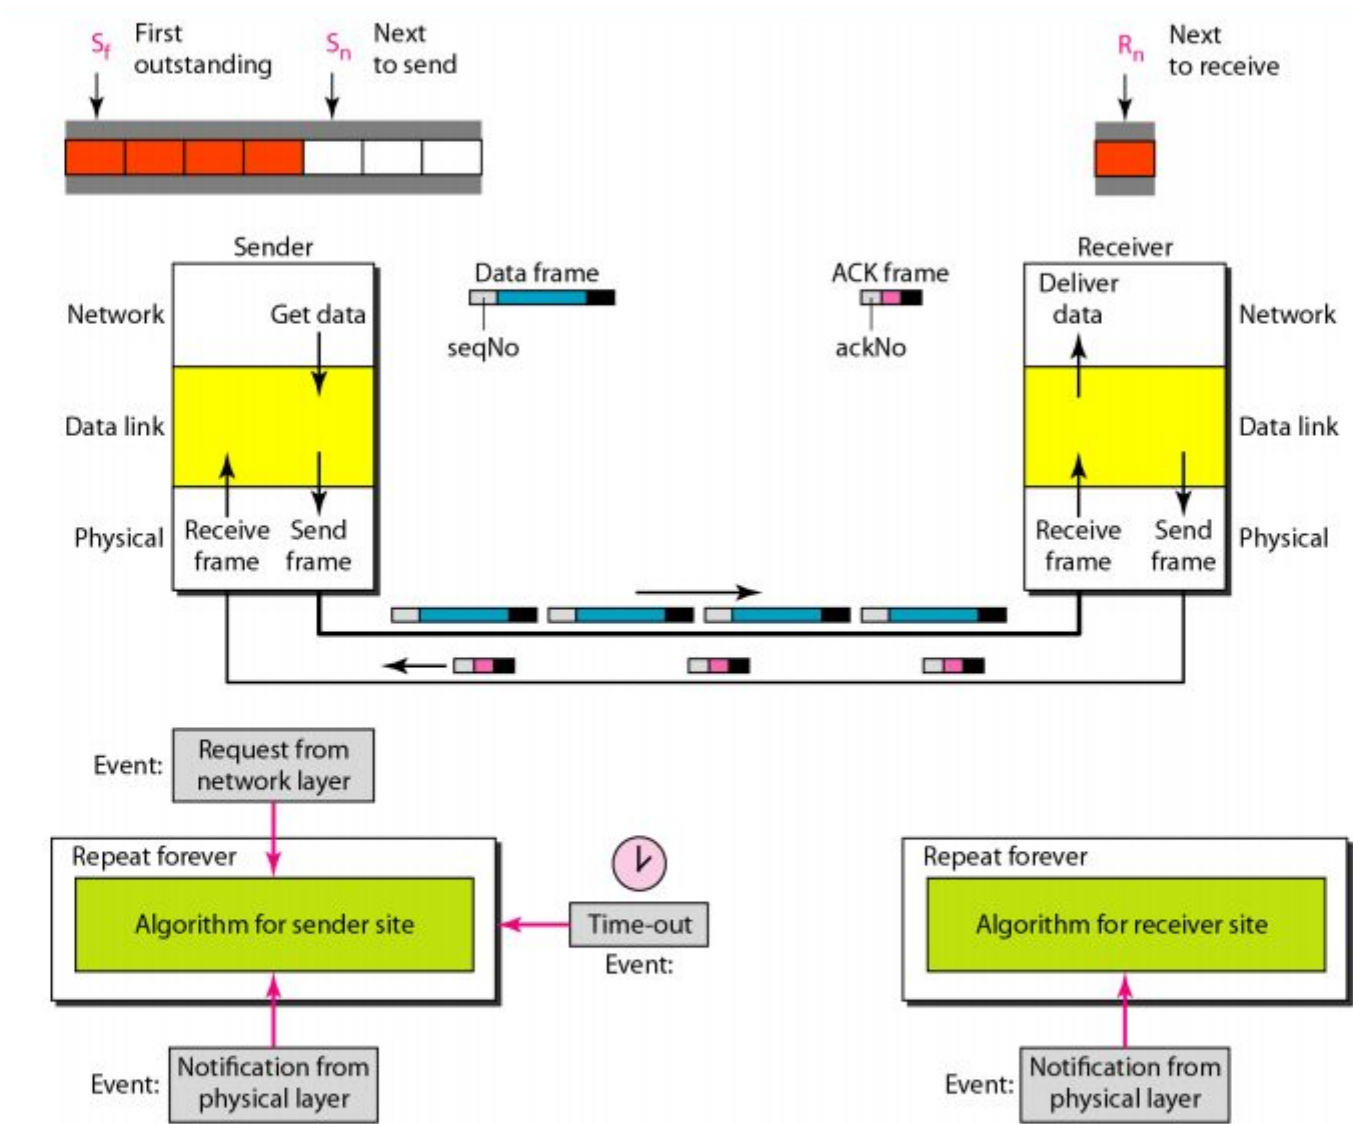 S_f First
outstanding
S_n Next
to send
R_n Next
to receive
Sender
Receiver
Data frame
seqNo
ACK frame
ackNo
Network
Get data
Deliver
data
Network
Data link
Data link
Physical
Receive
frame
Send
frame
Receive
frame
Send
frame
Physical
Event:
Request from
network layer
Repeat forever
Algorithm for sender site
Time-out
Event:
Event:
Notification from
physical layer
Repeat forever
Algorithm for receiver site
Event:
Notification from
physical layer